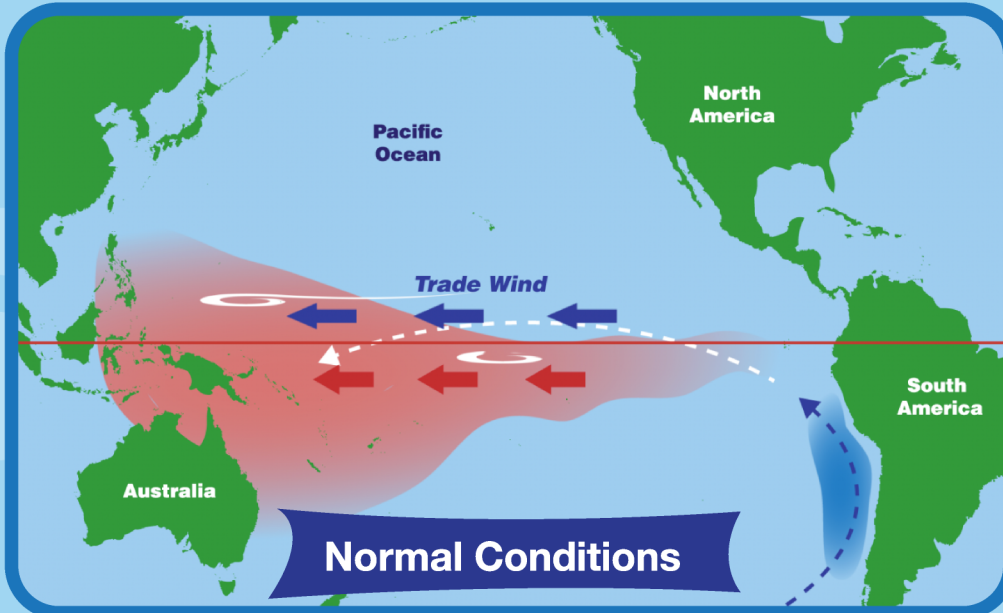 North
America
Pacific
Ocean
Trade Wind
South
America
Australia
Normal Conditions